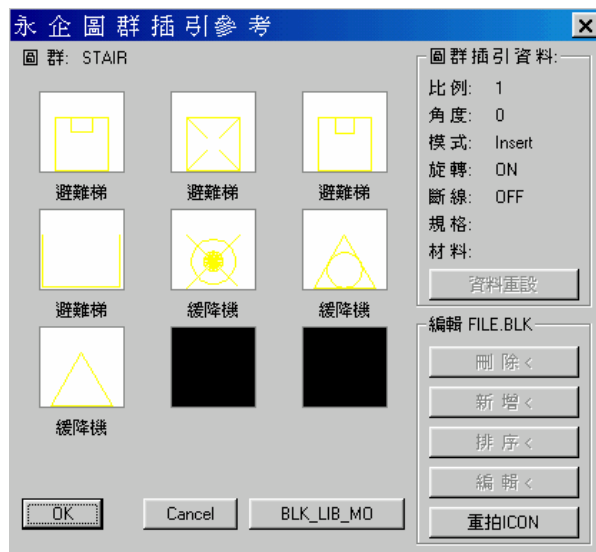 永企圖群插引參考
圖群: STAIR
避難梯 避難梯 避難梯
避難梯 緩降機 緩降機
緩降機
OK Cancel BLK_LIB_MO
圖群插引資料:
比例: 1
角度: 0
模式: Insert
旋轉: ON
斷線: OFF
規格:
材料:
資料重設
編輯 FILE.BLK
刪除<
新增<
排序<
編輯<
重拍ICON